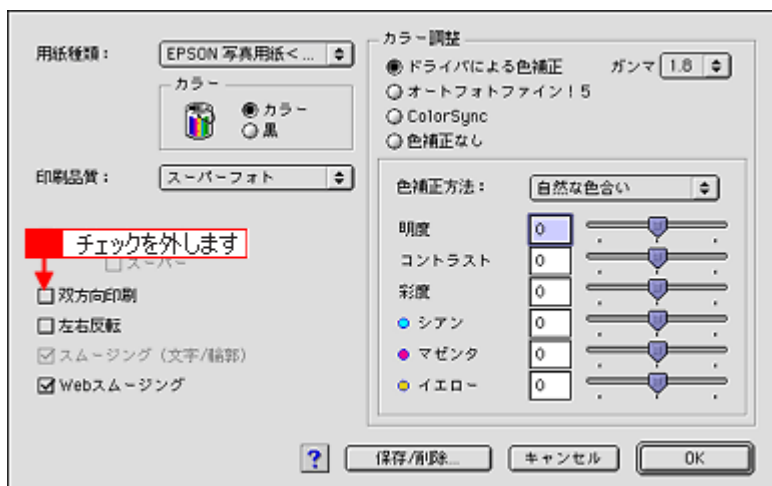 用紙種類：
EPSON 写真用紙＜...
カラー
カラー
黒
印刷品質：
スーパーフォト
チェックを外します
スーパー
双方向印刷
左右反転
スムージング（文字/輪郭）
Webスムージング
カラー調整
ドライバによる色補正
ガンマ 1.8
オートフォトファイン！5
ColorSync
色補正なし
色補正方法：
自然な色合い
明度 0
コントラスト 0
彩度 0
シアン 0
マゼンタ 0
イエロー 0
?
保存/削除...
キャンセル
OK